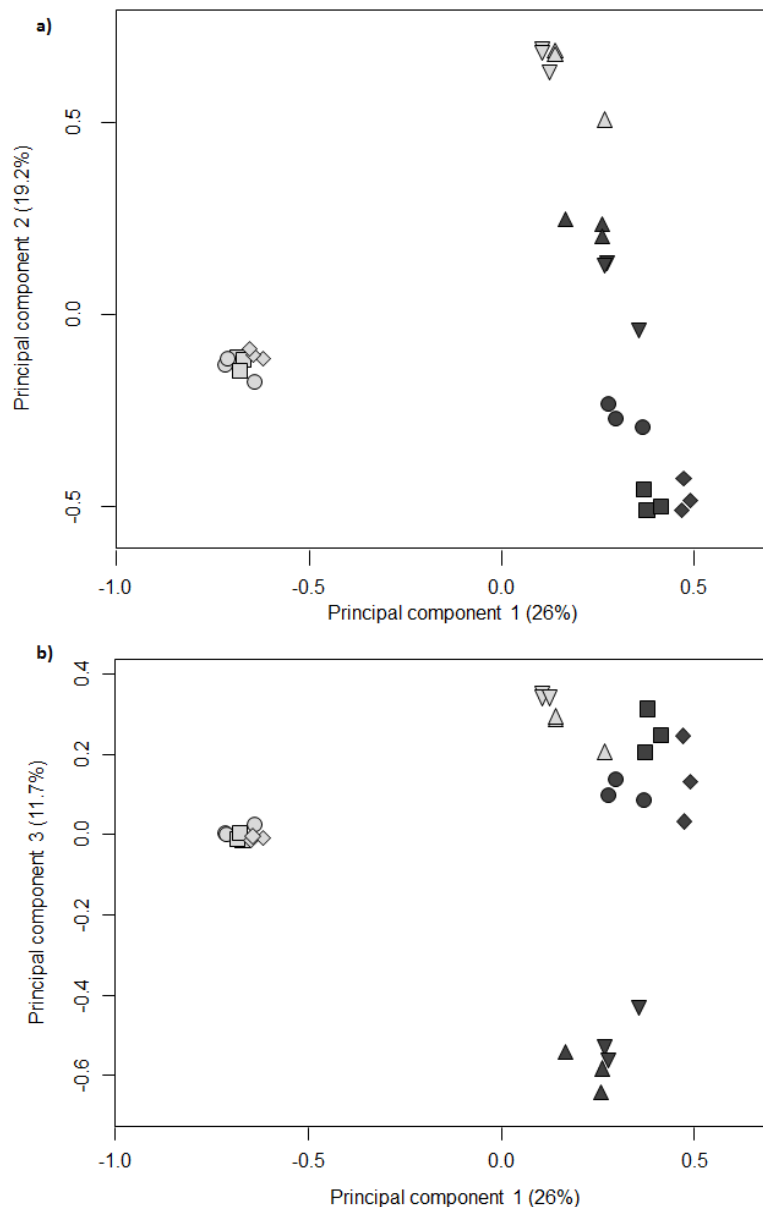 a)
Principal component 2 (19.2%)
0.5
0.0
-0.5
-1.0 -0.5 0.0 0.5
Principal component 1 (26%)
b)
Principal component 3 (11.7%)
0.4
0.2
0.0
-0.2
-0.4
-0.6
-1.0 -0.5 0.0 0.5
Principal component 1 (26%)